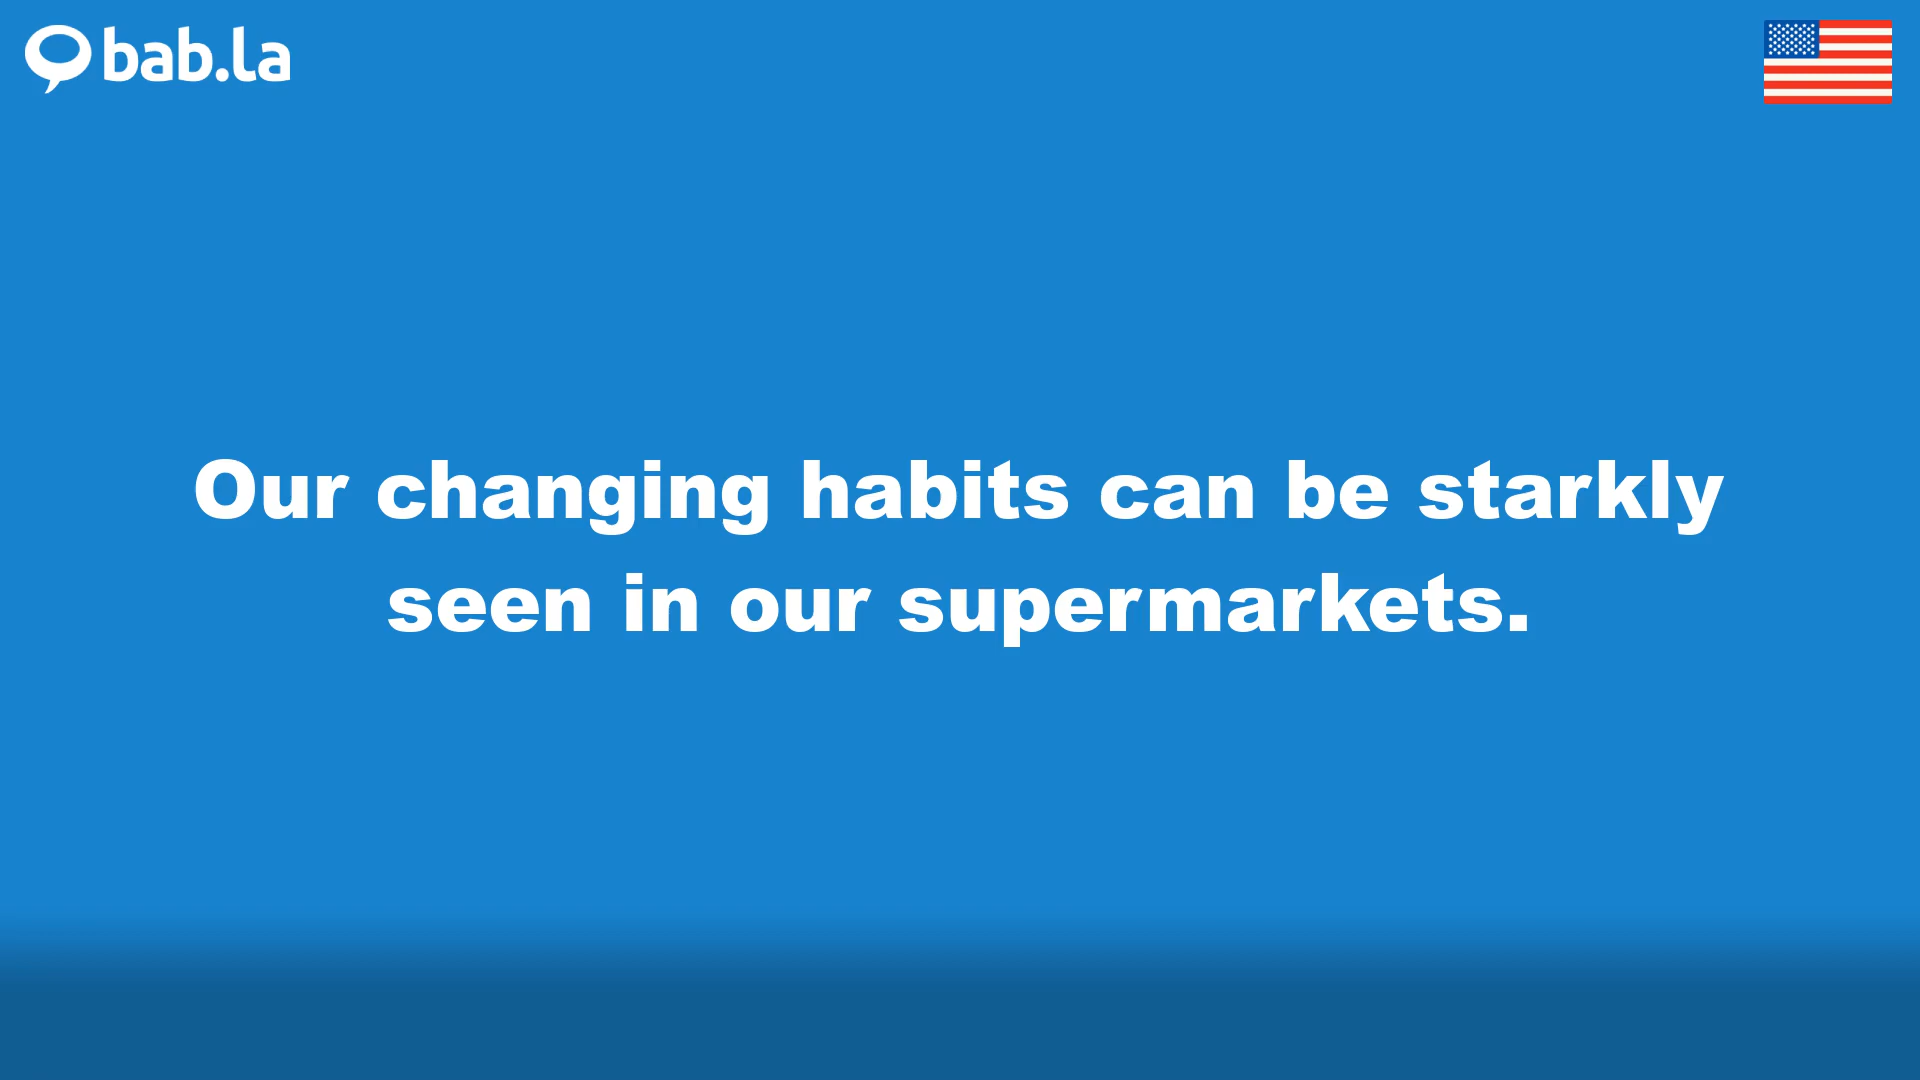 bab.la
Our changing habits can be starkly
seen in our supermarkets.